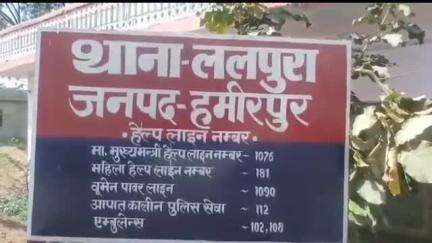 थाना-ललपुरा
जनपद-हमीरपुर
हेल्प लाइन नम्बर
मा. मुख्यमन्त्री हेल्प लाइन नम्बर ~ 1076
महिला हेल्प लाइन नम्बर ~ 181
वूमेन पावर लाइन ~ 1090
आपात कालीन पुलिस सेवा ~ 112
एम्बुलेन्स ~ 102,108